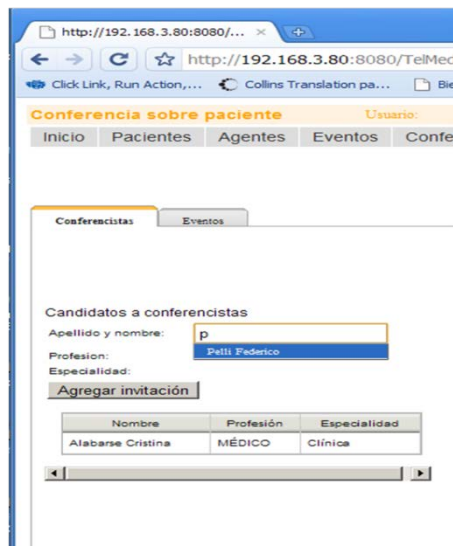 http://192.168.3.80:8080/...
http://192.168.3.80:8080/TelMed
Click Link, Run Action,... Collins Translation pa... Bie
Conferencia sobre paciente Usuario:
Inicio Pacientes Agentes Eventos Confe
Conferencistas Eventos
Candidatos a conferencistas
Apellido y nombre: p
Pelli Federico
Profesion:
Especialidad:
Agregar invitación
Nombre Profesión Especialidad
Alabarse Cristina MÉDICO Clínica